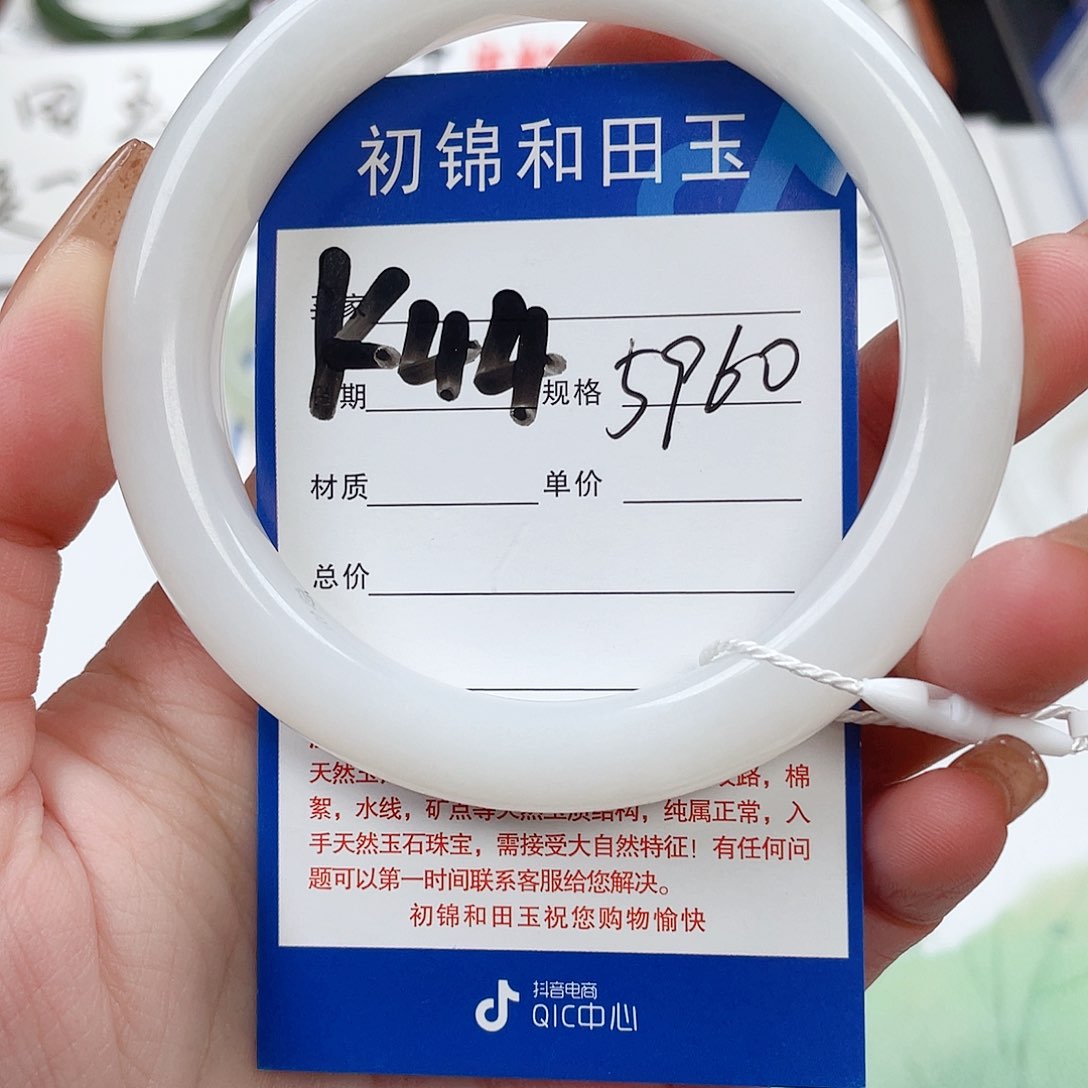 田玉
初锦和田玉
K44
家
期 规格 5960
材质 单价
总价
天然玉 路，棉
絮，水线，矿点等天然玉质结构，纯属正常，入
手天然玉石珠宝，需接受大自然特征！有任何问
题可以第一时间联系客服给您解决。
初锦和田玉祝您购物愉快
抖音电商
QIC中心